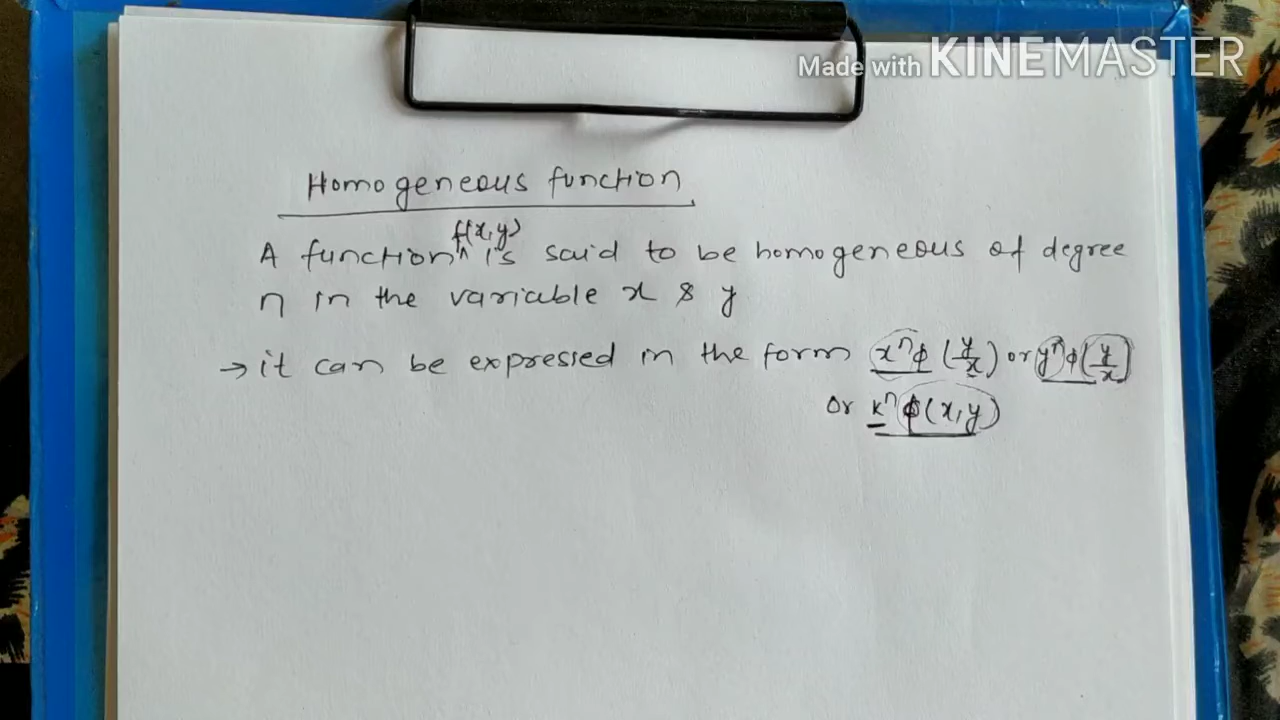 Made with KINEMASTER
Homogeneous function
A function f(x,y) is said to be homogeneous of degree
n in the variable x & y
→ it can be expressed in the form xⁿϕ(y/x) or yⁿϕ(y/x)
or kⁿϕ(x,y)